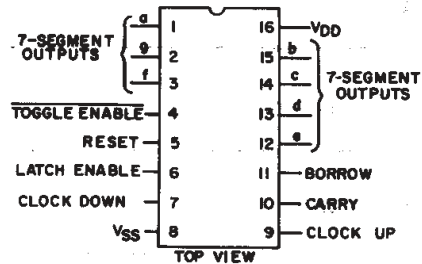 a 1 16 VDD
7-SEGMENT OUTPUTS
g 2 15 b
f 3 14 c
7-SEGMENT OUTPUTS
13 d
TOGGLE ENABLE 4
12 e
RESET 5
LATCH ENABLE 6 11 BORROW
CLOCK DOWN 7 10 CARRY
VSS 8 9 CLOCK UP
TOP VIEW